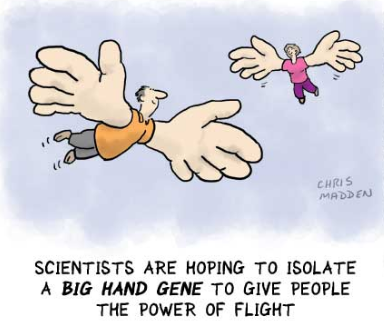 CHRIS
MADDEN
SCIENTISTS ARE HOPING TO ISOLATE
A BIG HAND GENE TO GIVE PEOPLE
THE POWER OF FLIGHT